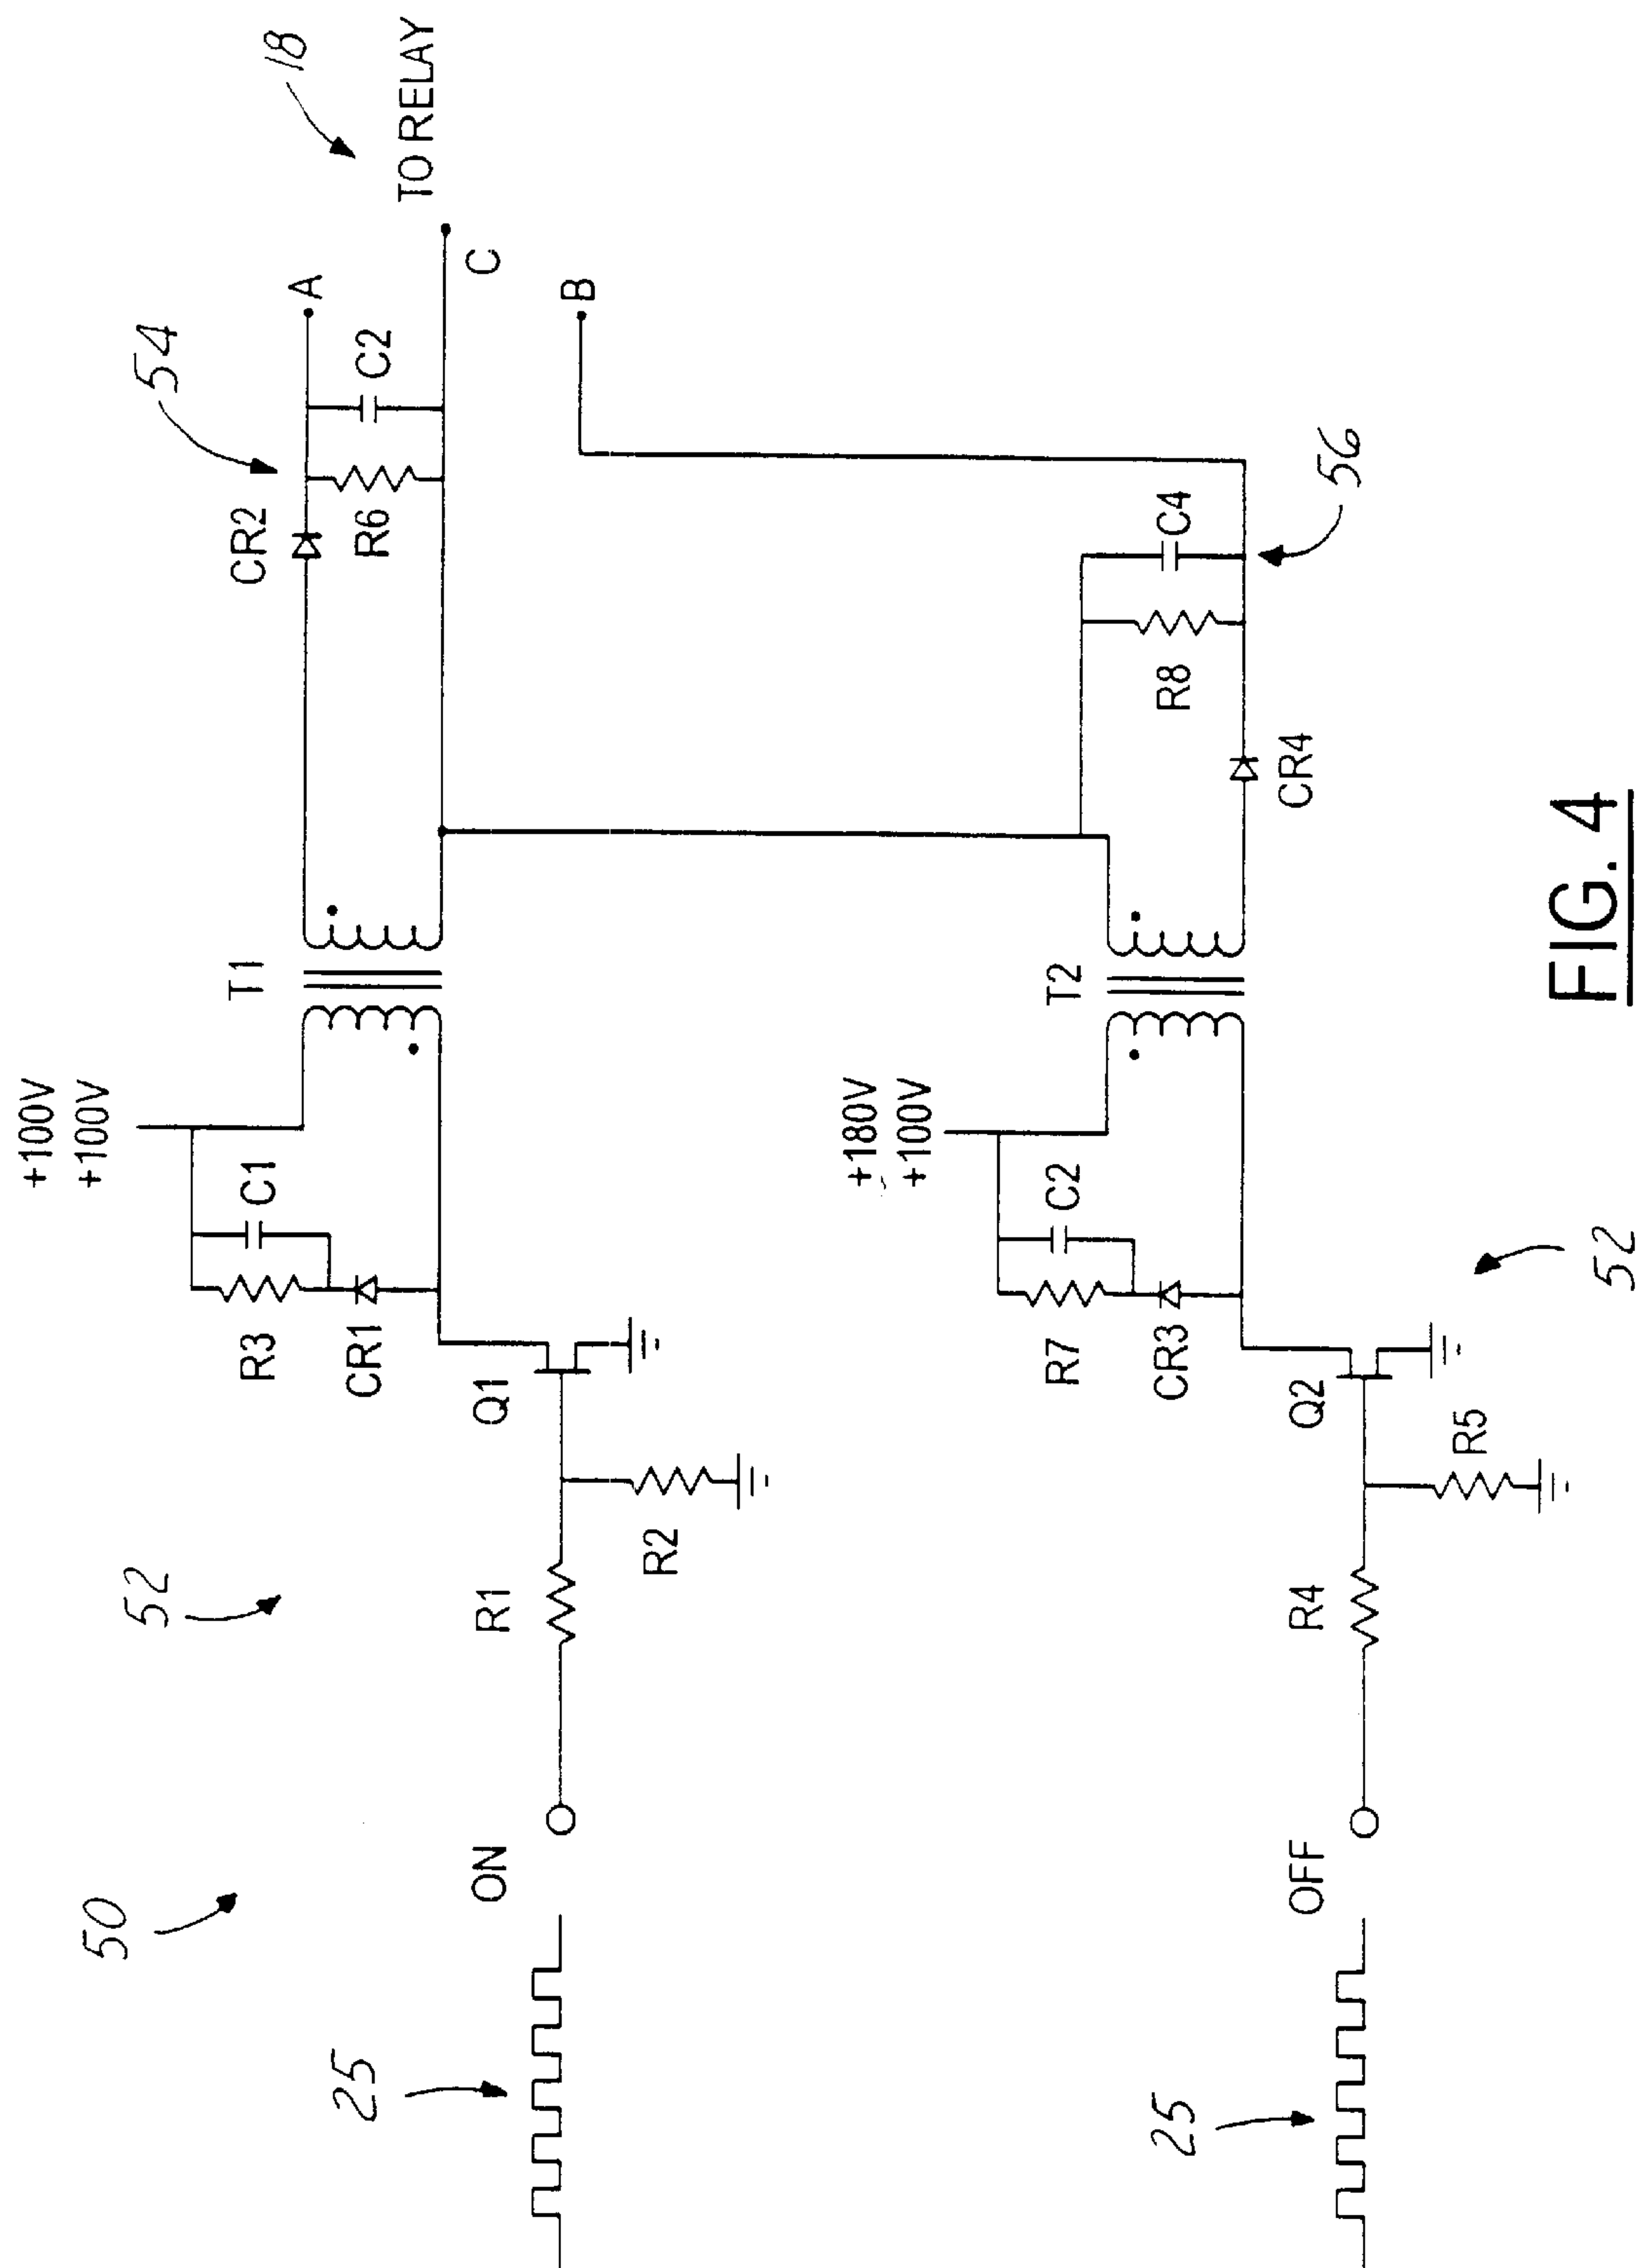 50
52
54
18
25
ON
R1
R2
Q1
R3
C1
CR1
+100V
+100V
T1
CR2
R6
C2
A
C
TO RELAY
B
25
OFF
R4
R5
Q2
R7
C2
CR3
+180V
+100V
T2
R8
C4
CR4
56
52
FIG. 4